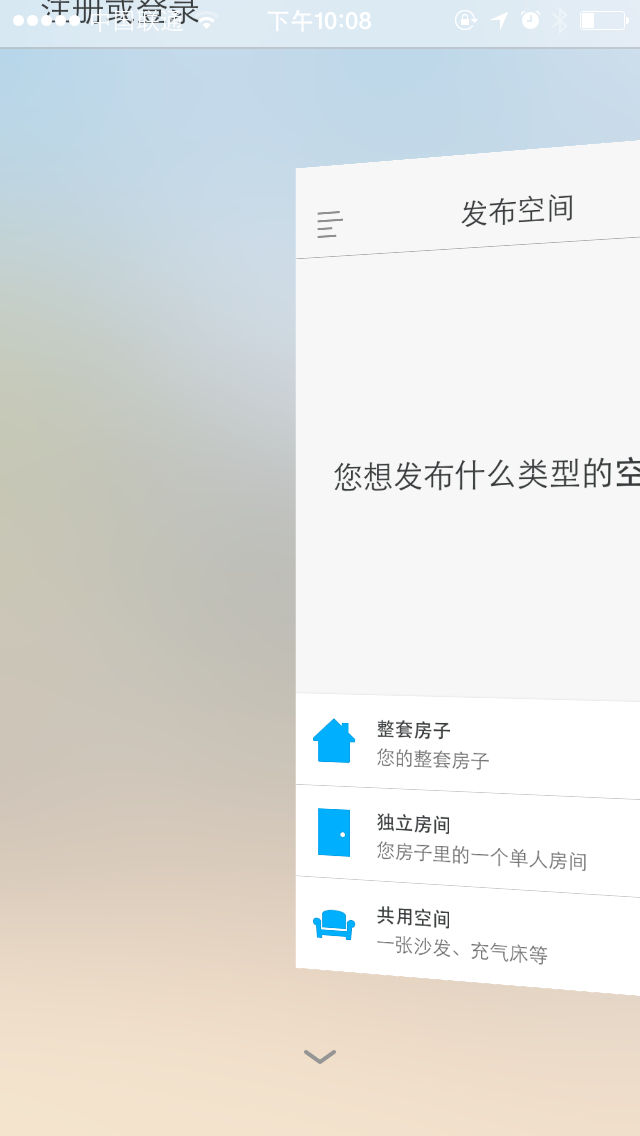 注册或登录
中国联通
下午10:08
发布空间
您想发布什么类型的空
整套房子
您的整套房子
独立房间
您房子里的一个单人房间
共用空间
一张沙发、充气床等